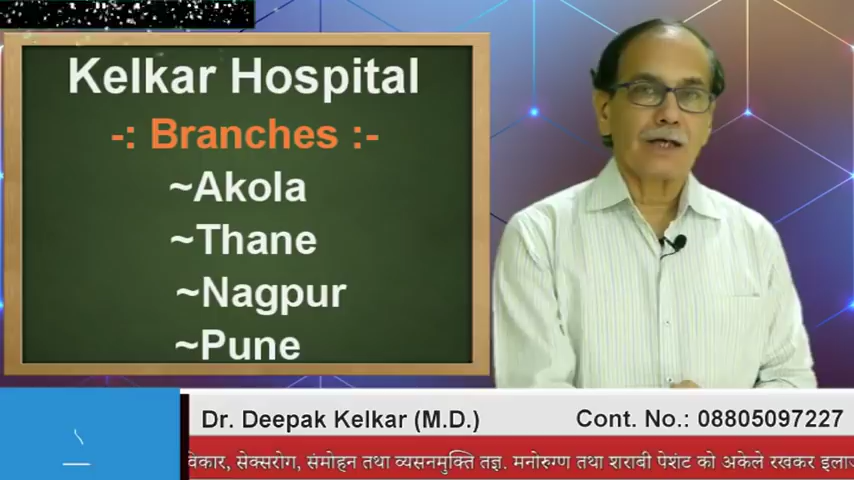 Kelkar Hospital
-: Branches :-
~Akola
~Thane
~Nagpur
~Pune
Dr. Deepak Kelkar (M.D.)
Cont. No.: 08805097227
विकार, सेक्सरोग, संमोहन तथा व्यसनमुक्ति तज्ञ. मनोरुग्ण तथा शराबी पेशंट को अकेले रखकर